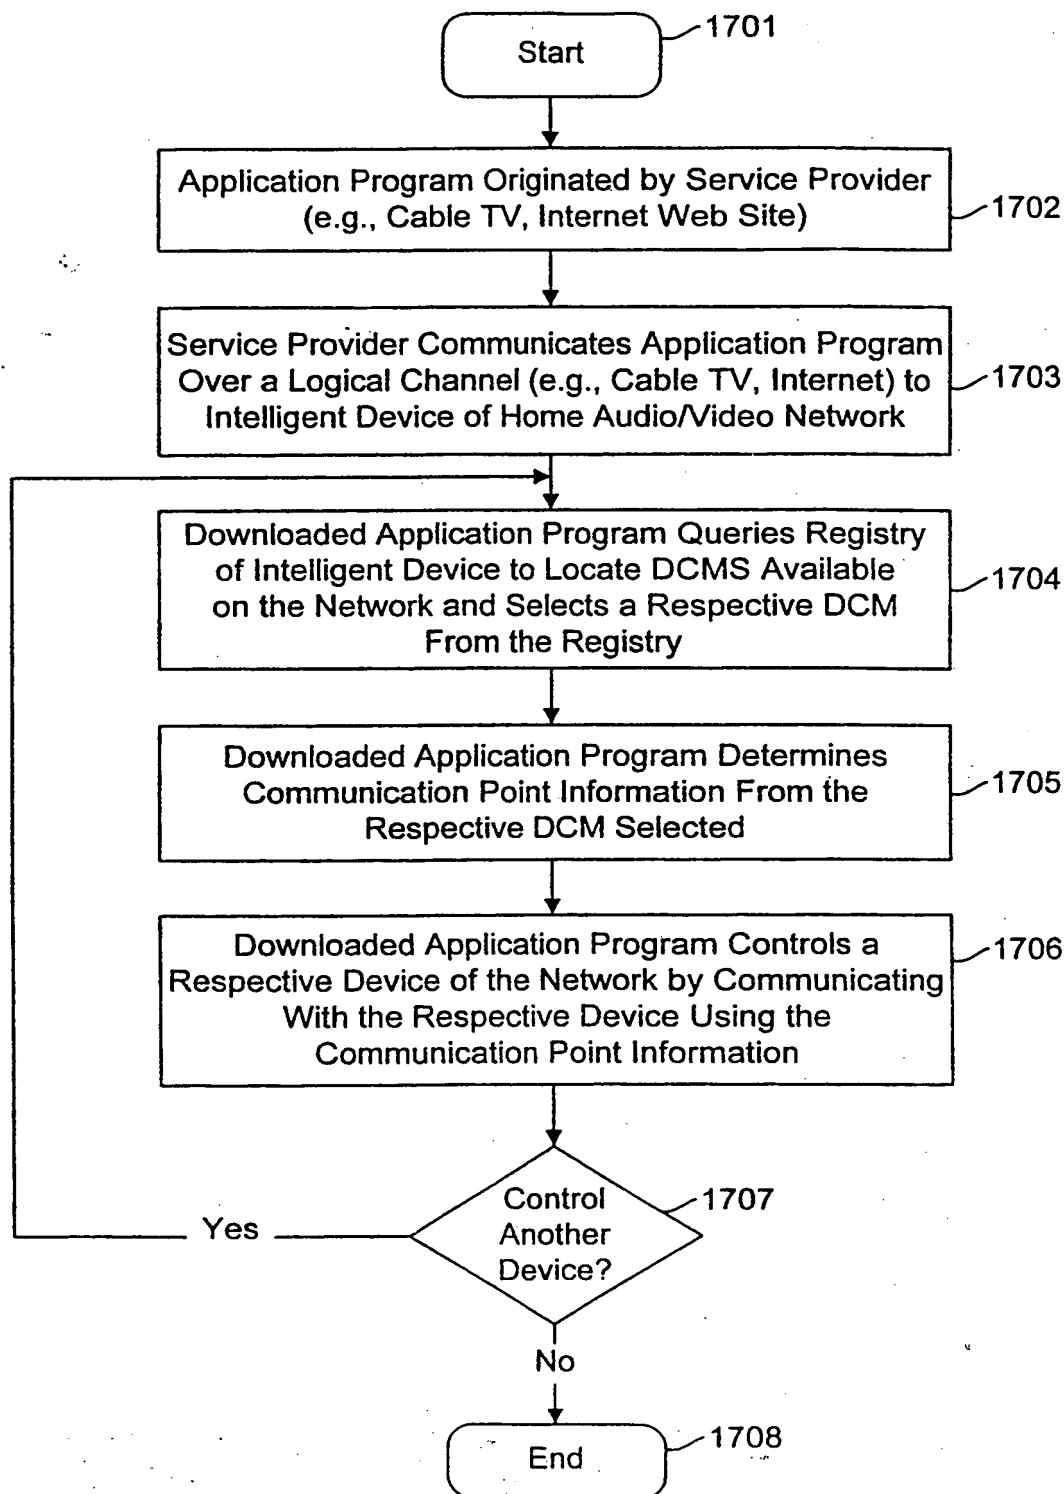 Start
1701
Application Program Originated by Service Provider
(e.g., Cable TV, Internet Web Site)
1702
Service Provider Communicates Application Program
Over a Logical Channel (e.g., Cable TV, Internet) to
Intelligent Device of Home Audio/Video Network
1703
Downloaded Application Program Queries Registry
of Intelligent Device to Locate DCMS Available
on the Network and Selects a Respective DCM
From the Registry
1704
Downloaded Application Program Determines
Communication Point Information From the
Respective DCM Selected
1705
Downloaded Application Program Controls a
Respective Device of the Network by Communicating
With the Respective Device Using the
Communication Point Information
1706
Control
Another
Device?
1707
Yes
No
End
1708